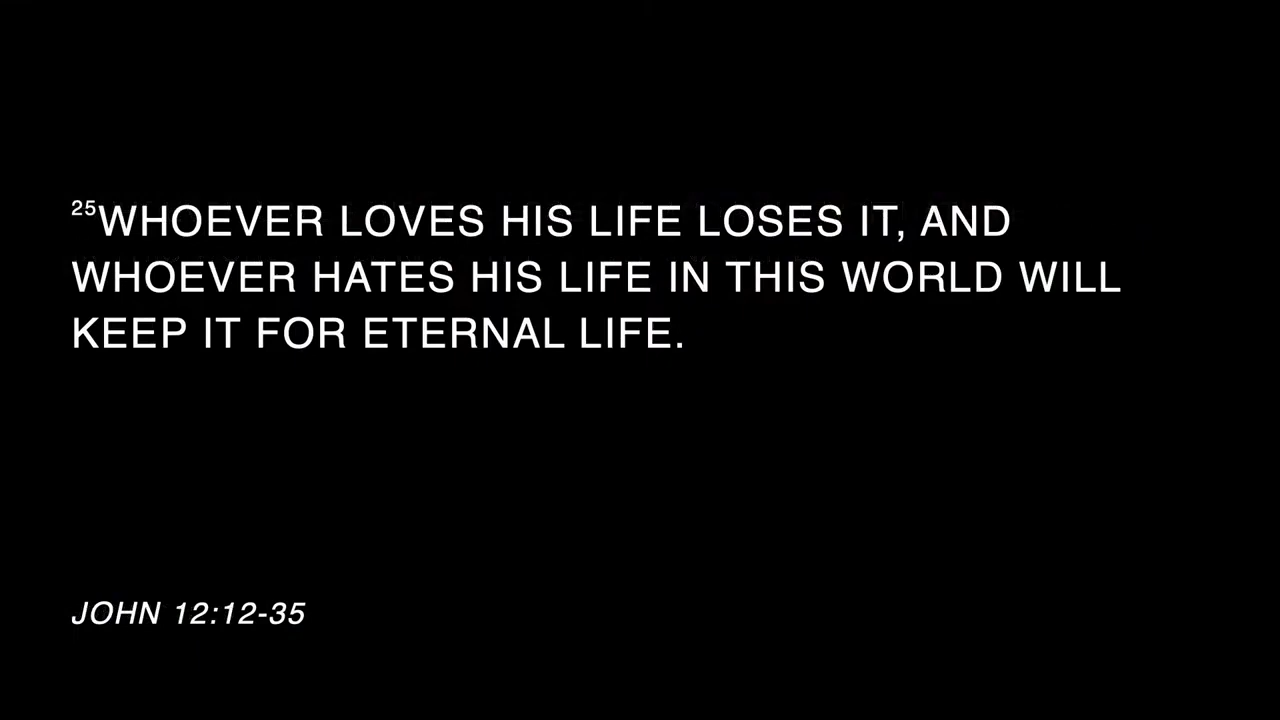 25WHOEVER LOVES HIS LIFE LOSES IT, AND
WHOEVER HATES HIS LIFE IN THIS WORLD WILL
KEEP IT FOR ETERNAL LIFE.
JOHN 12:12-35